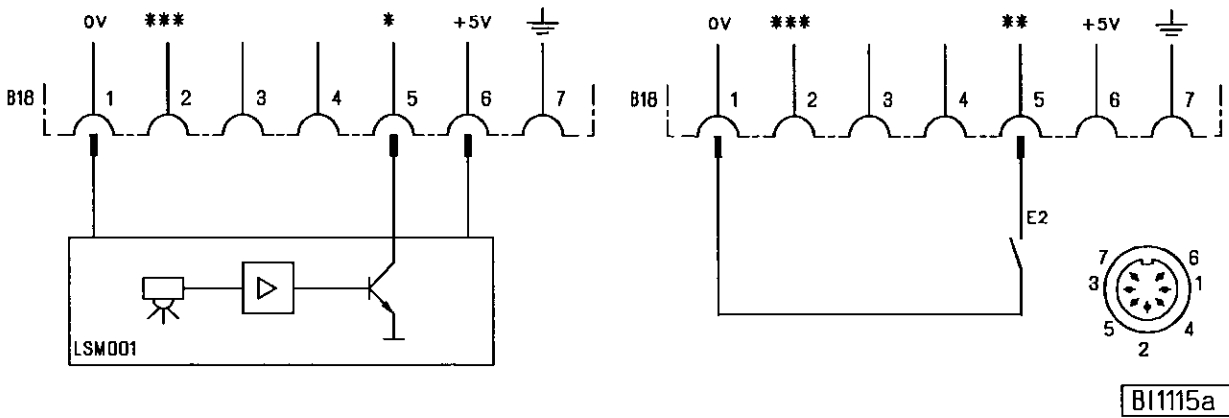 0V *** * +5V
B18 1 2 3 4 5 6 7
LSM001
0V *** ** +5V
B18 1 2 3 4 5 6 7
E2
7 6
3 1
5 4
2
BI1115a